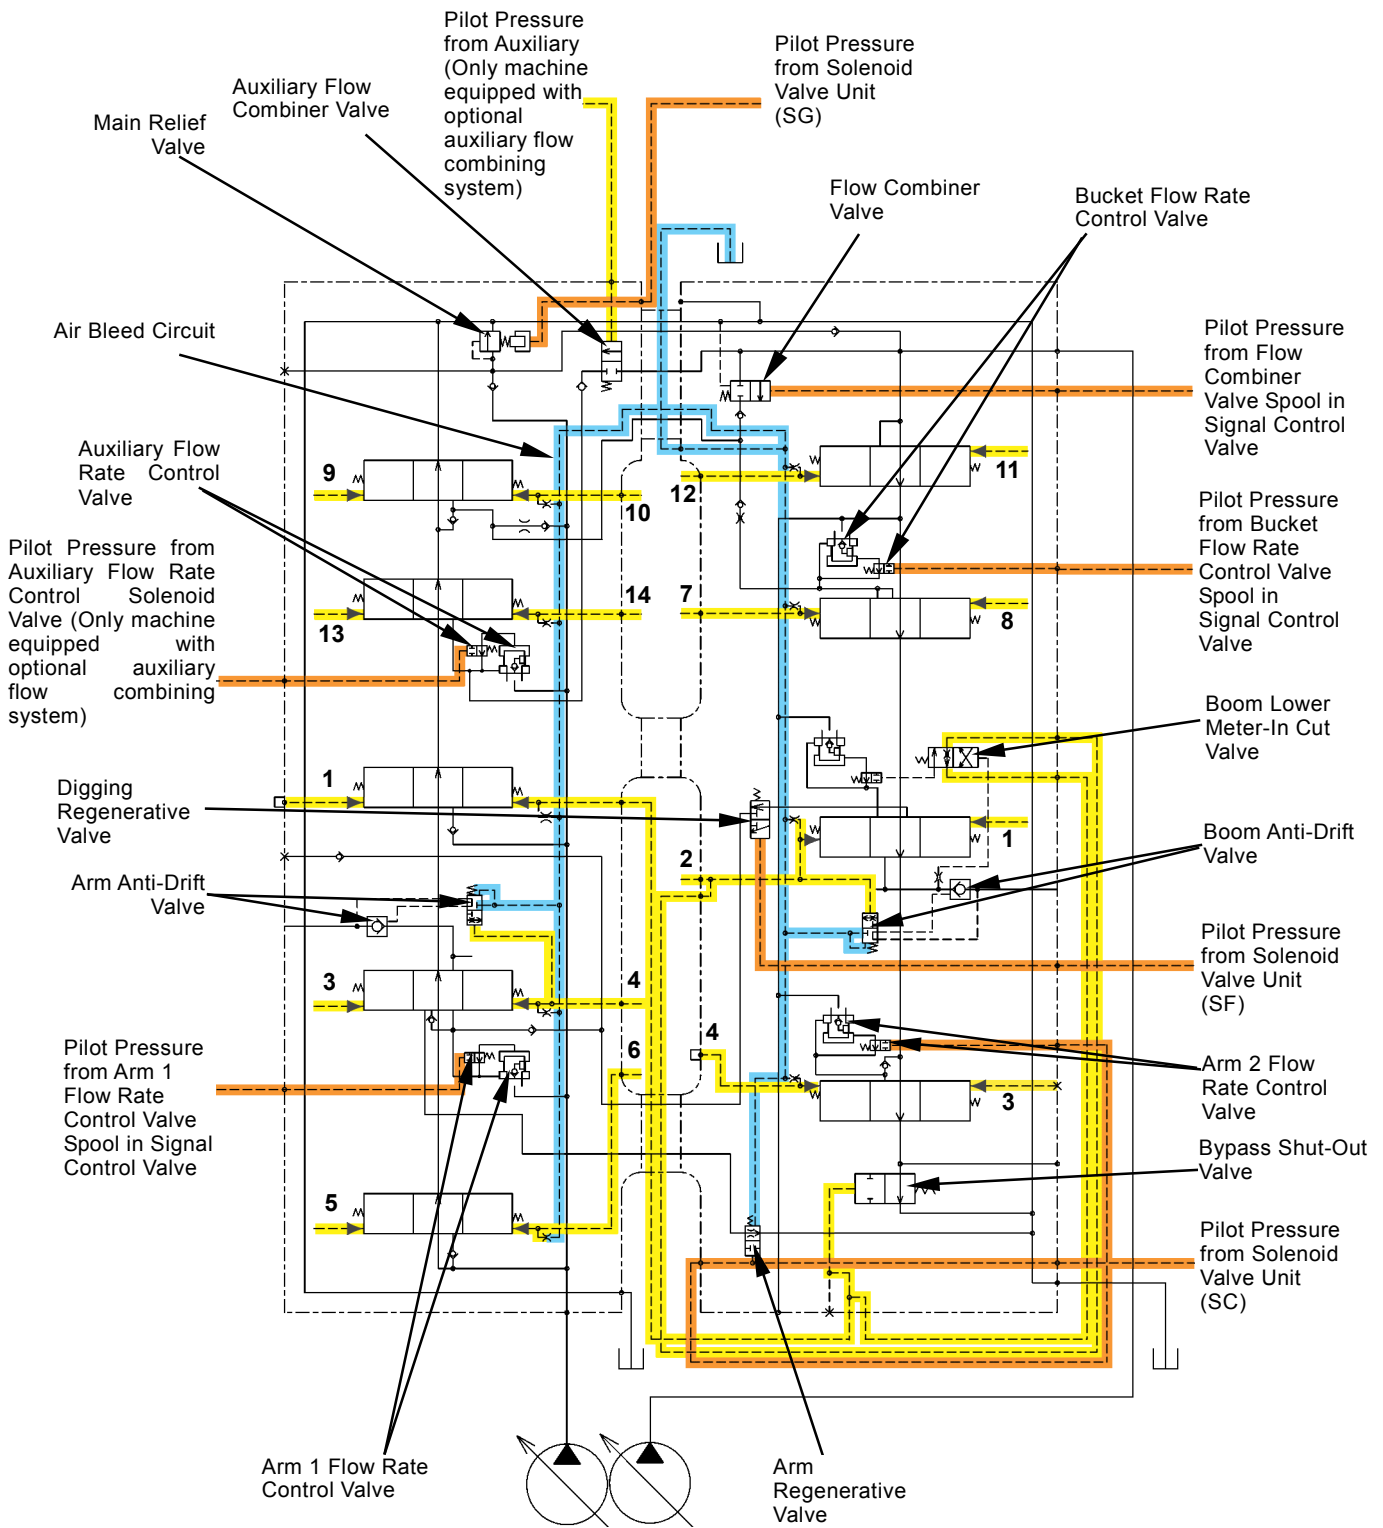 Pilot Pressure
from Auxiliary
(Only machine
equipped with
optional
auxiliary flow
combining
system)
Pilot Pressure
from Solenoid
Valve Unit
(SG)
Auxiliary Flow
Combiner Valve
Main Relief
Valve
Flow Combiner
Valve
Bucket Flow Rate
Control Valve
Air Bleed Circuit
Pilot Pressure
from Flow
Combiner
Valve Spool in
Signal Control
Valve
Auxiliary Flow
Rate Control
Valve
9
10
12
11
Pilot Pressure
from Bucket
Flow Rate
Control Valve
Spool in
Signal Control
Valve
Pilot Pressure from
Auxiliary Flow Rate
Control Solenoid
Valve (Only machine
equipped with
optional auxiliary
flow combining
system)
13
14
7
8
Boom Lower
Meter-In Cut
Valve
1
Digging
Regenerative
Valve
1
2
Boom Anti-Drift
Valve
Arm Anti-Drift
Valve
Pilot Pressure
from Solenoid
Valve Unit
(SF)
3
4
4
6
3
Pilot Pressure
from Arm 1
Flow Rate
Control Valve
Spool in Signal
Control Valve
Arm 2 Flow
Rate Control
Valve
Bypass Shut-Out
Valve
5
Pilot Pressure
from Solenoid
Valve Unit
(SC)
Arm 1 Flow Rate
Control Valve
Arm
Regenerative
Valve